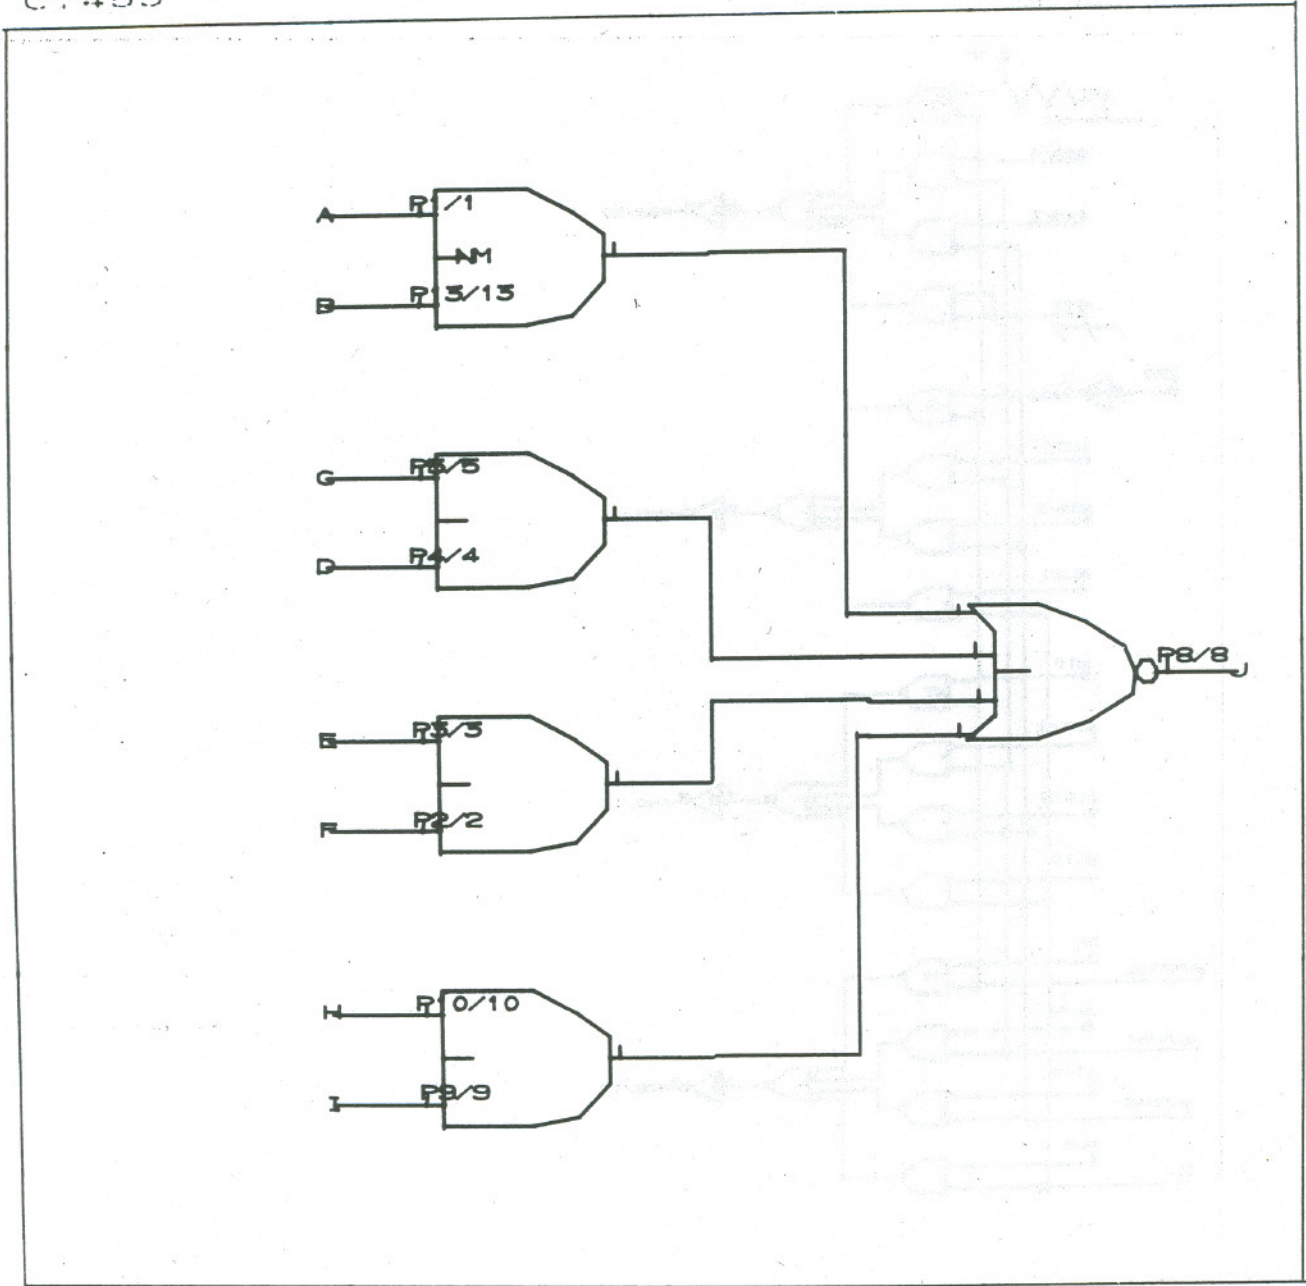 A P1/1
NM
B P13/13
C P5/5
D P4/4
E P3/3
F P2/2
P8/8 J
H P10/10
I P9/9